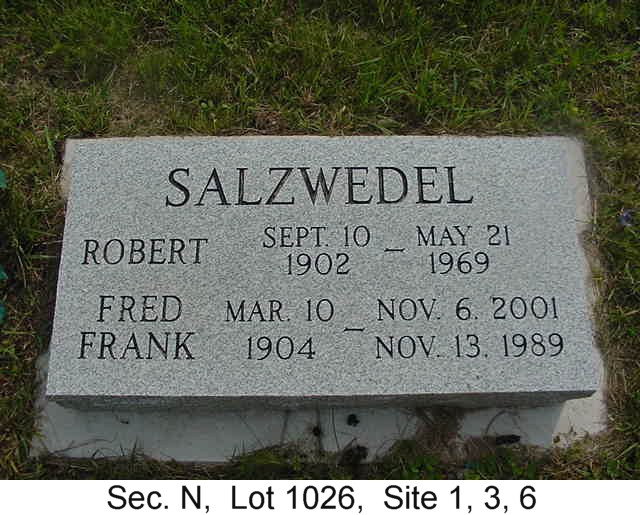 SALZWEDEL
ROBERT SEPT. 10 1902 – MAY 21 1969
FRED MAR. 10 – NOV. 6. 2001
FRANK 1904 NOV. 13. 1989
Sec. N, Lot 1026, Site 1, 3, 6